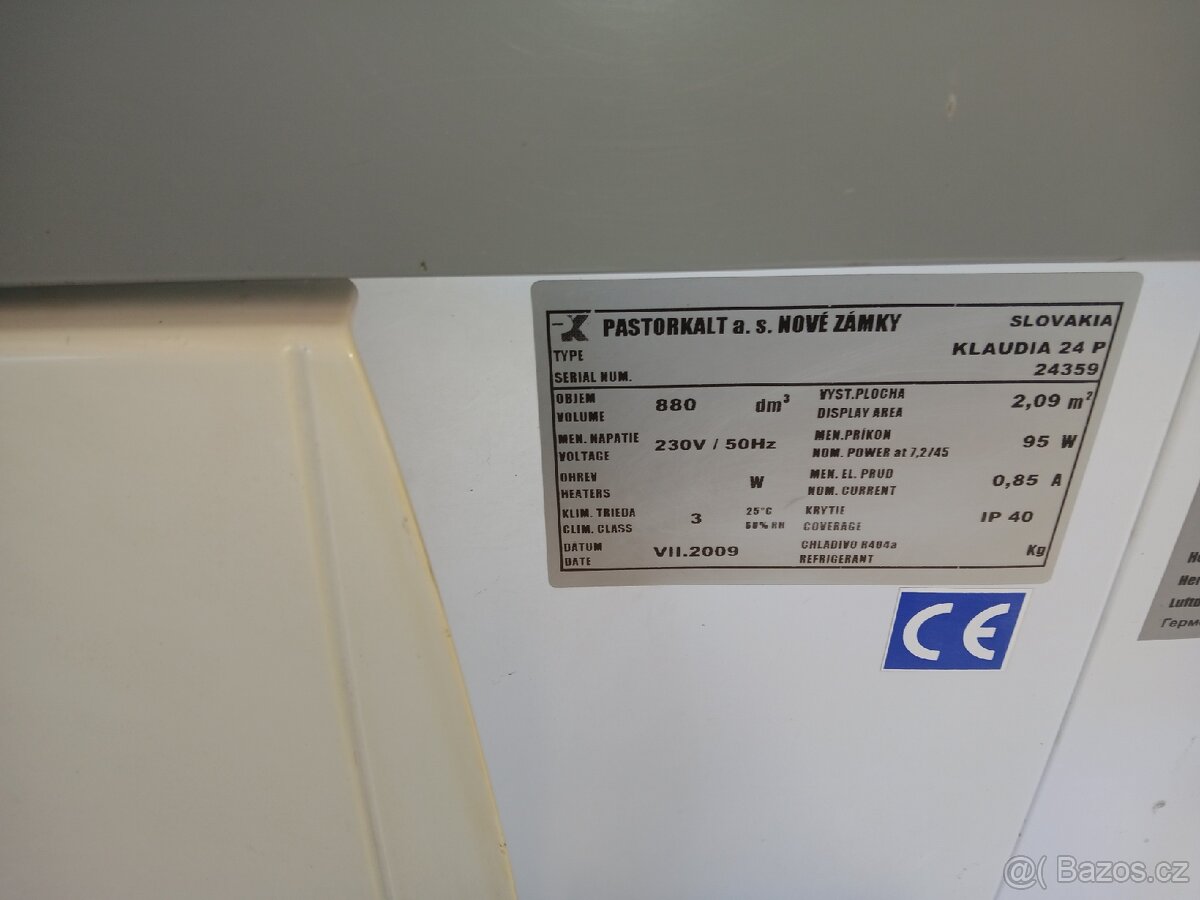 PASTORKALT a. s. NOVÉ ZÁMKY SLOVAKIA
TYPE KLAUDIA 24 P
SERIAL NUM. 24359
OBJEM VYST.PLOCHA
880 dm³ 2,09 m²
VOLUME DISPLAY AREA
MEN. NAPATIE MEN.PRÍKON
230V / 50Hz 95 W
VOLTAGE NOM. POWER at 7,2/45
OHREV MEN. EL. PRUD
W 0,85 A
HEATERS NOM. CURRENT
KLIM. TRIEDA 25°C KRYTIE
3 IP 40
CLIM. CLASS 60% RH COVERAGE
DATUM CHLADIVO R404a
VII.2009 Kg
DATE REFRIGERANT
CE
Luftd
Герм
@( Bazos.cz